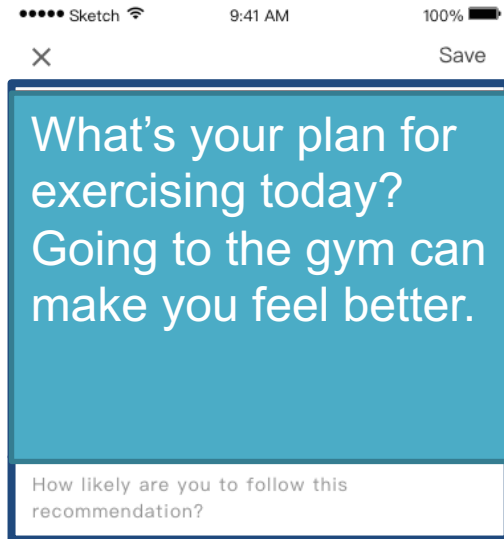 ●●●●● Sketch 9:41 AM 100%
× Save
What’s your plan for
exercising today?
Going to the gym can
make you feel better.
How likely are you to follow this
recommendation?